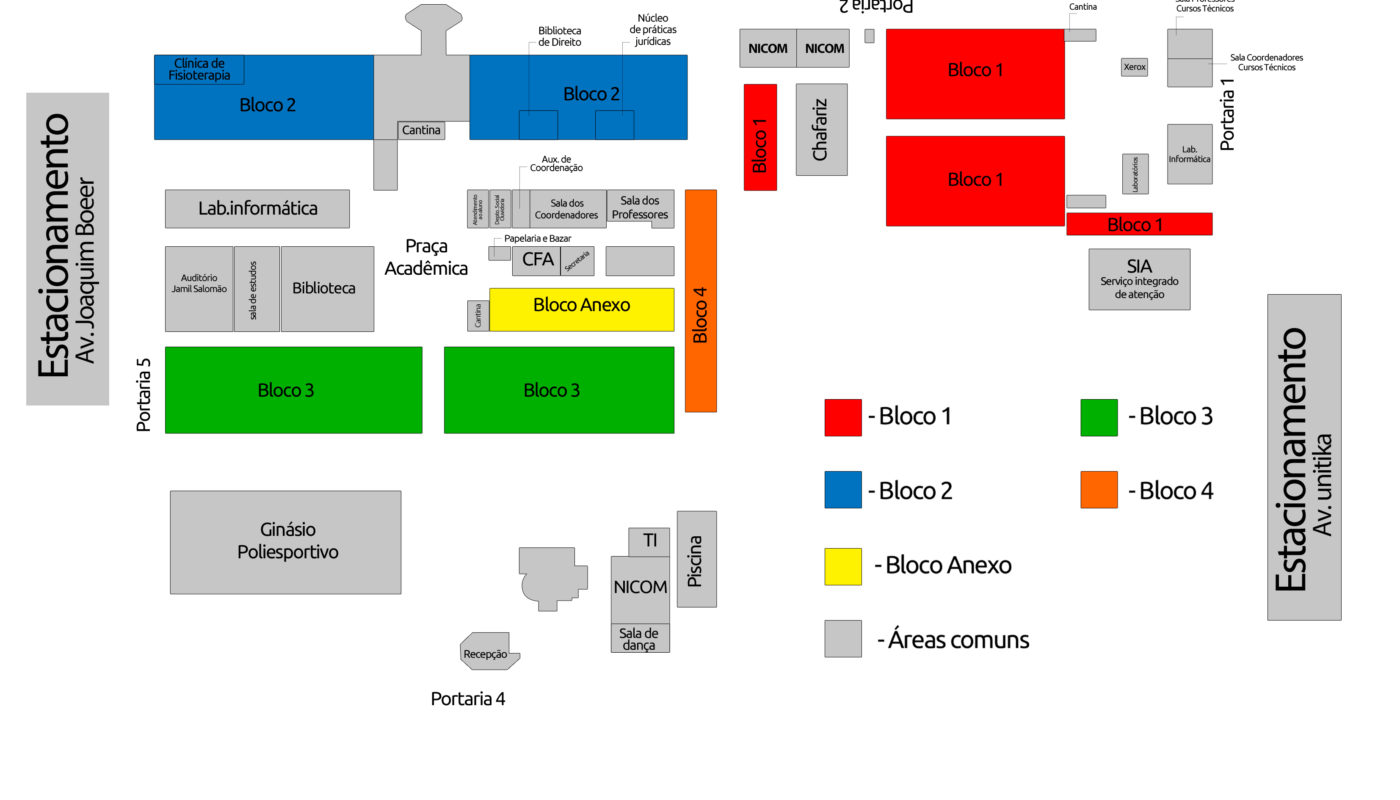 Portaria 2
Cantina
Sala Professores
Cursos Técnicos
Sala Coordenadores
Cursos Técnicos
Núcleo
de práticas
jurídicas
Biblioteca
de Direito
Clínica de
Fisioterapia
Bloco 2
Bloco 2
Cantina
NICOM
NICOM
Bloco 1
Xerox
Portaria 1
Bloco 1
Chafariz
Bloco 1
Laboratórios
Lab.
Informática
Bloco 1
SIA
Serviço integrado
de atenção
Estacionamento
Av. Joaquim Boeer
Aux. de
Coordenação
Lab.informática
Atendimento
ao aluno
Depto. Social
Ouvidoria
Sala dos
Coordenadores
Sala dos
Professores
Praça
Acadêmica
Papelaria e Bazar
CFA
Secretaria
Auditório
Jamil Salomão
sala de estudos
Biblioteca
Cantina
Bloco Anexo
Bloco 4
Portaria 5
Bloco 3
Bloco 3
Ginásio
Poliesportivo
TI
NICOM
Sala de
dança
Piscina
Recepção
Portaria 4
- Bloco 1
- Bloco 3
- Bloco 2
- Bloco 4
- Bloco Anexo
- Áreas comuns
Estacionamento
Av. unitika